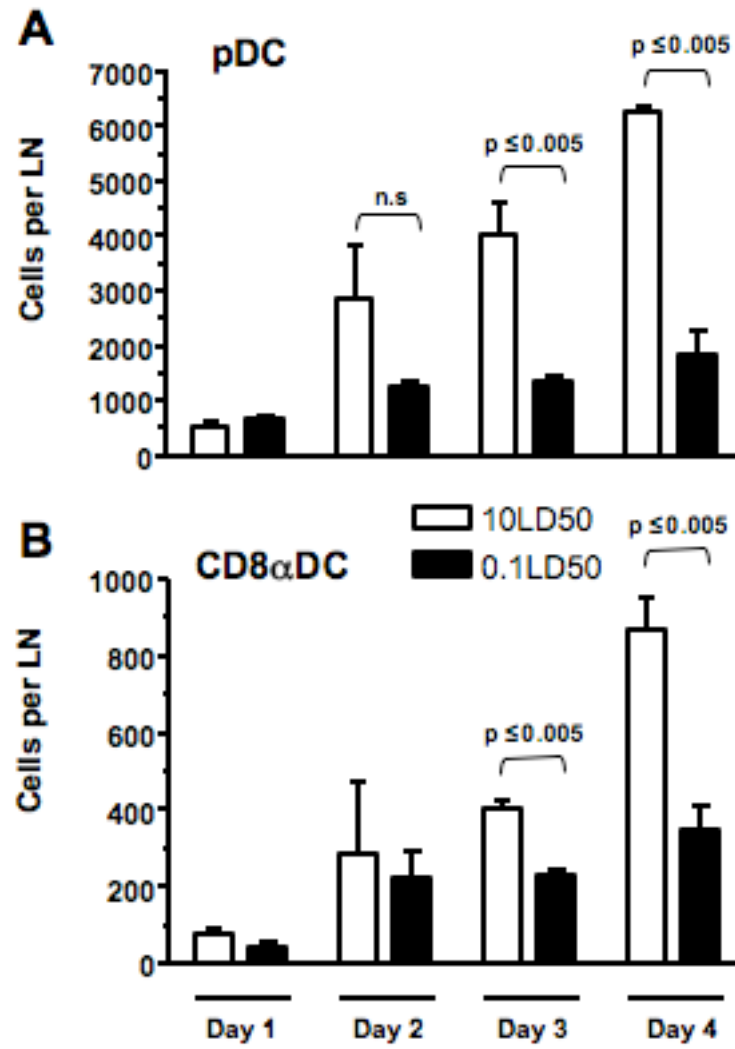 A
pDC
p ≤0.005
p ≤0.005
n.s
Cells per LN
7000
6000
5000
4000
3000
2000
1000
0
B
CD8αDC
10LD50
0.1LD50
p ≤0.005
p ≤0.005
Cells per LN
1000
800
600
400
200
0
Day 1 Day 2 Day 3 Day 4